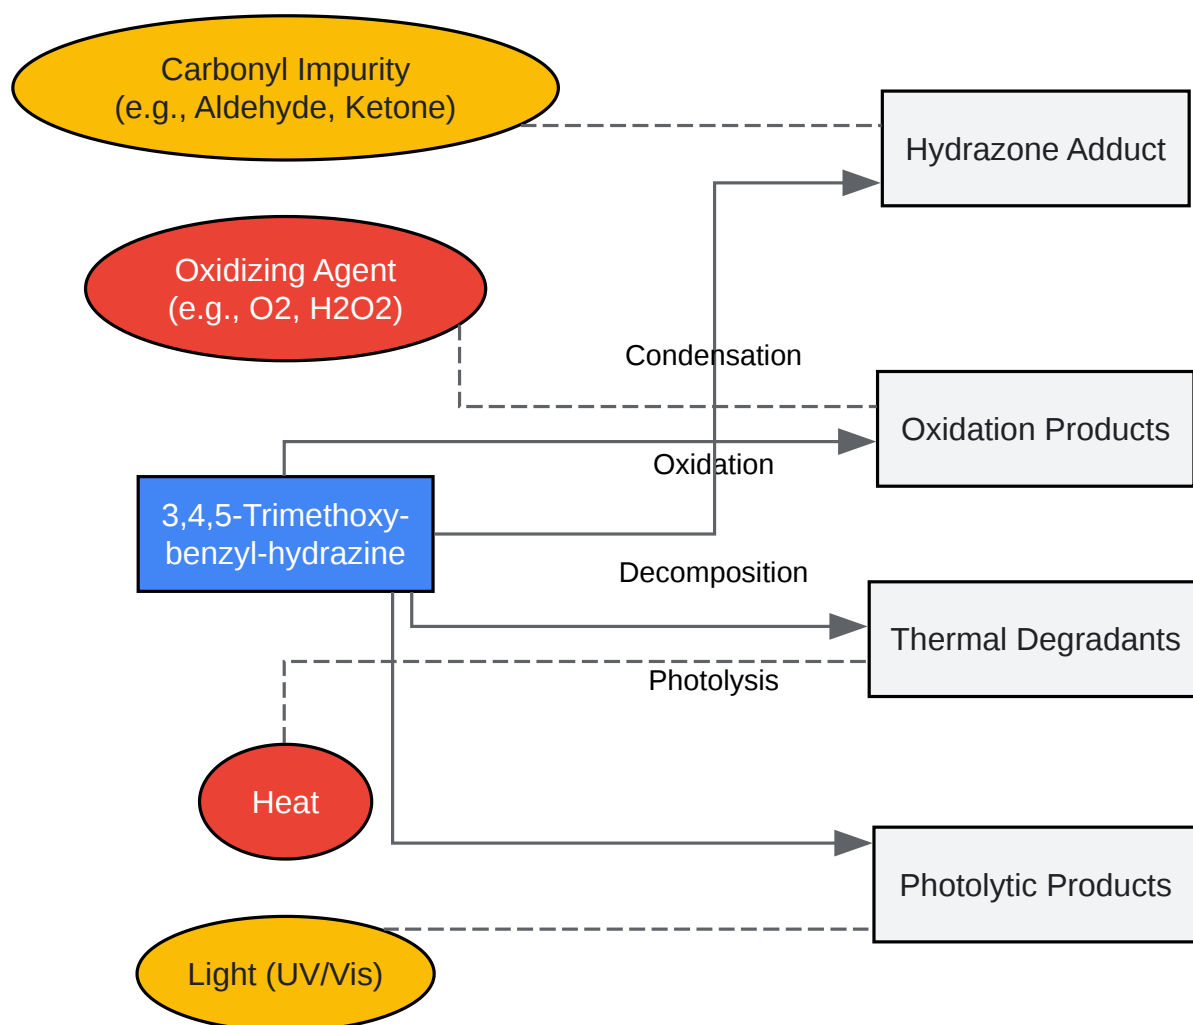 Carbonyl Impurity
(e.g., Aldehyde, Ketone)
Hydrazone Adduct
Oxidizing Agent
(e.g., O2, H2O2)
Condensation
Oxidation Products
Oxidation
3,4,5-Trimethoxy-
benzyl-hydrazine
Decomposition
Thermal Degradants
Photolysis
Heat
Photolytic Products
Light (UV/Vis)